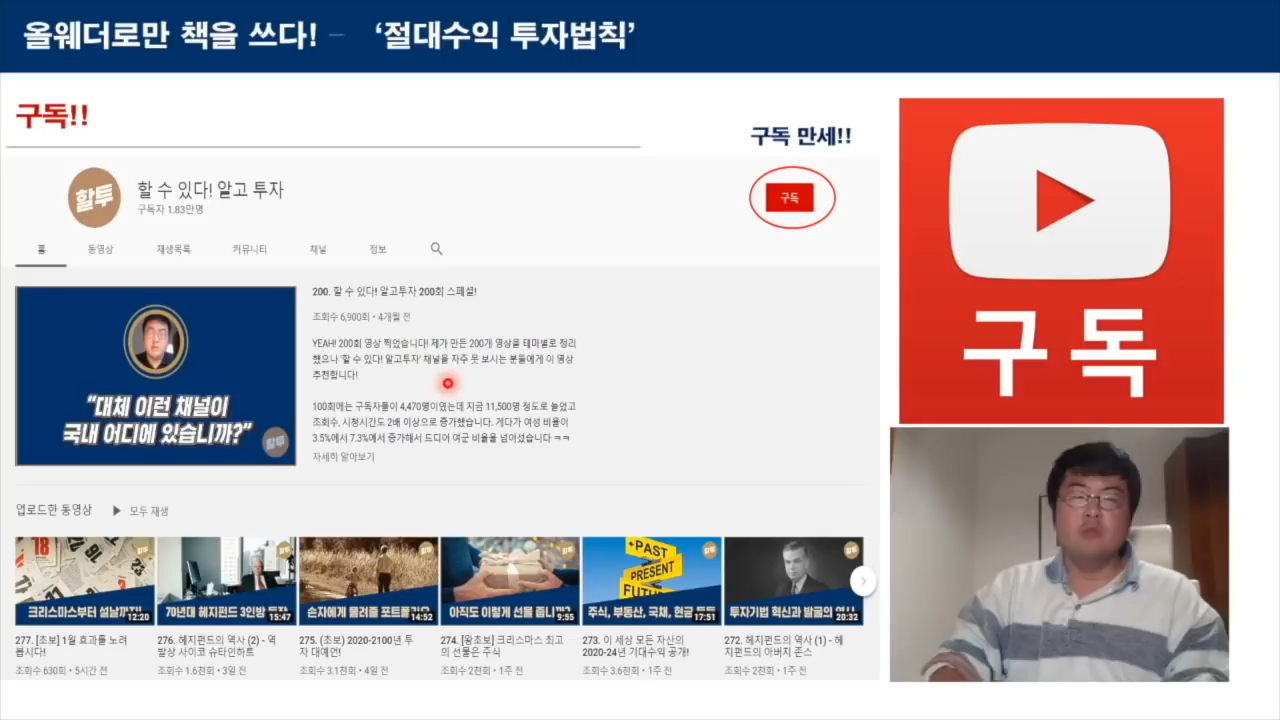 올웨더로만 책을 쓰다! – ‘절대수익 투자법칙’
구독!!
구독 만세!!
할투
할 수 있다! 알고 투자
구독자 1.83만명
구독
홈 동영상 재생목록 커뮤니티 채널 정보
200. 할 수 있다! 알고투자 200회 스페셜!
조회수 6,900회 • 4개월 전
YEAH! 200회 영상 찍었습니다! 제가 만든 200개 영상을 테마별로 정리
했으나 '할 수 있다! 알고투자' 채널을 자주 못 보시는 분들에게 이 영상
추천합니다!
100회에는 구독자들이 4,470명이였는데 지금 11,500명 정도로 늘었고
조회수, 시청시간도 2배 이상으로 증가했습니다. 게다가 여성 비율이
3.5%에서 7.3%에서 증가해서 드디어 여군 비율을 넘어섰습니다 ㅋㅋ
자세히 알아보기
“대체 이런 채널이
국내 어디에 있습니까?”
할투
구독
업로드한 동영상 ▶ 모두 재생
크리스마스부터 설날까지!
12:20
277. [초보] 1월 효과를 노려
봅시다!
조회수 630회 • 5시간 전
70년대 헤지펀드 3인방
15:47
276. 헤지펀드의 역사 (2) - 역
발상 사이코 슈타인하트
조회수 1.6천회 • 3일 전
손자에게 물려줄 포트폴리오
14:52
275. (초보) 2020-2100년 투
자 대예언!
조회수 3.1천회 • 4일 전
아직도 이렇게 선물 줍니까?
9:55
274. [왕초보] 크리스마스 최고
의 선물은 주식
조회수 2천회 • 1주 전
PAST
PRESENT
FUTU
주식, 부동산, 국채, 현금
17:51
273. 이 세상 모든 자산의
2020-24년 기대수익 공개!
조회수 3.6천회 • 1주 전
투자기법 혁신과 발굴의 역사
20:32
272. 헤지펀드의 역사 (1) - 헤
지펀드의 아버지 존스
조회수 2천회 • 1주 전